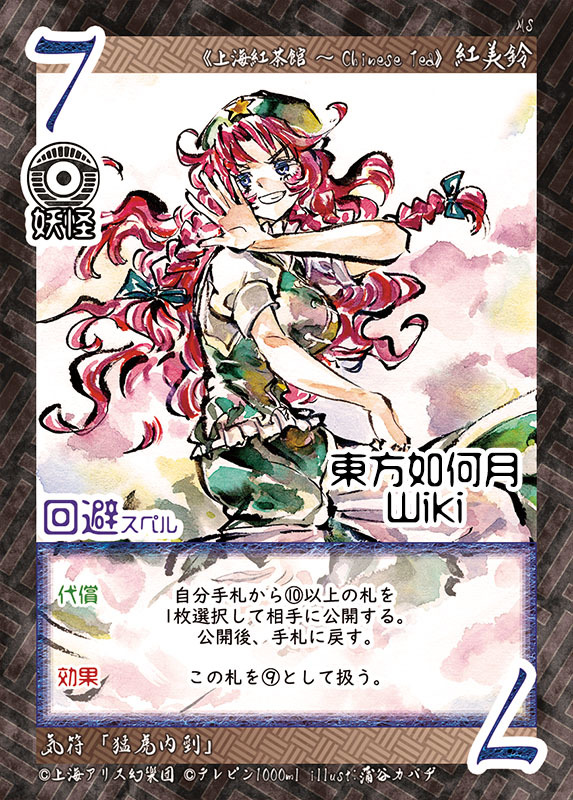 MS
7
《上海紅茶館 ～ Chinese Tea》 紅美鈴
妖怪
東方如何月
Wiki
回避スペル
代償
自分手札から⑩以上の札を
1枚選択して相手に公開する。
公開後、手札に戻す。
効果
この札を⑨として扱う。
7
気符「猛虎内剄」
©上海アリス幻樂団 ©テレビン1000ml illust:蒲谷カバヂ